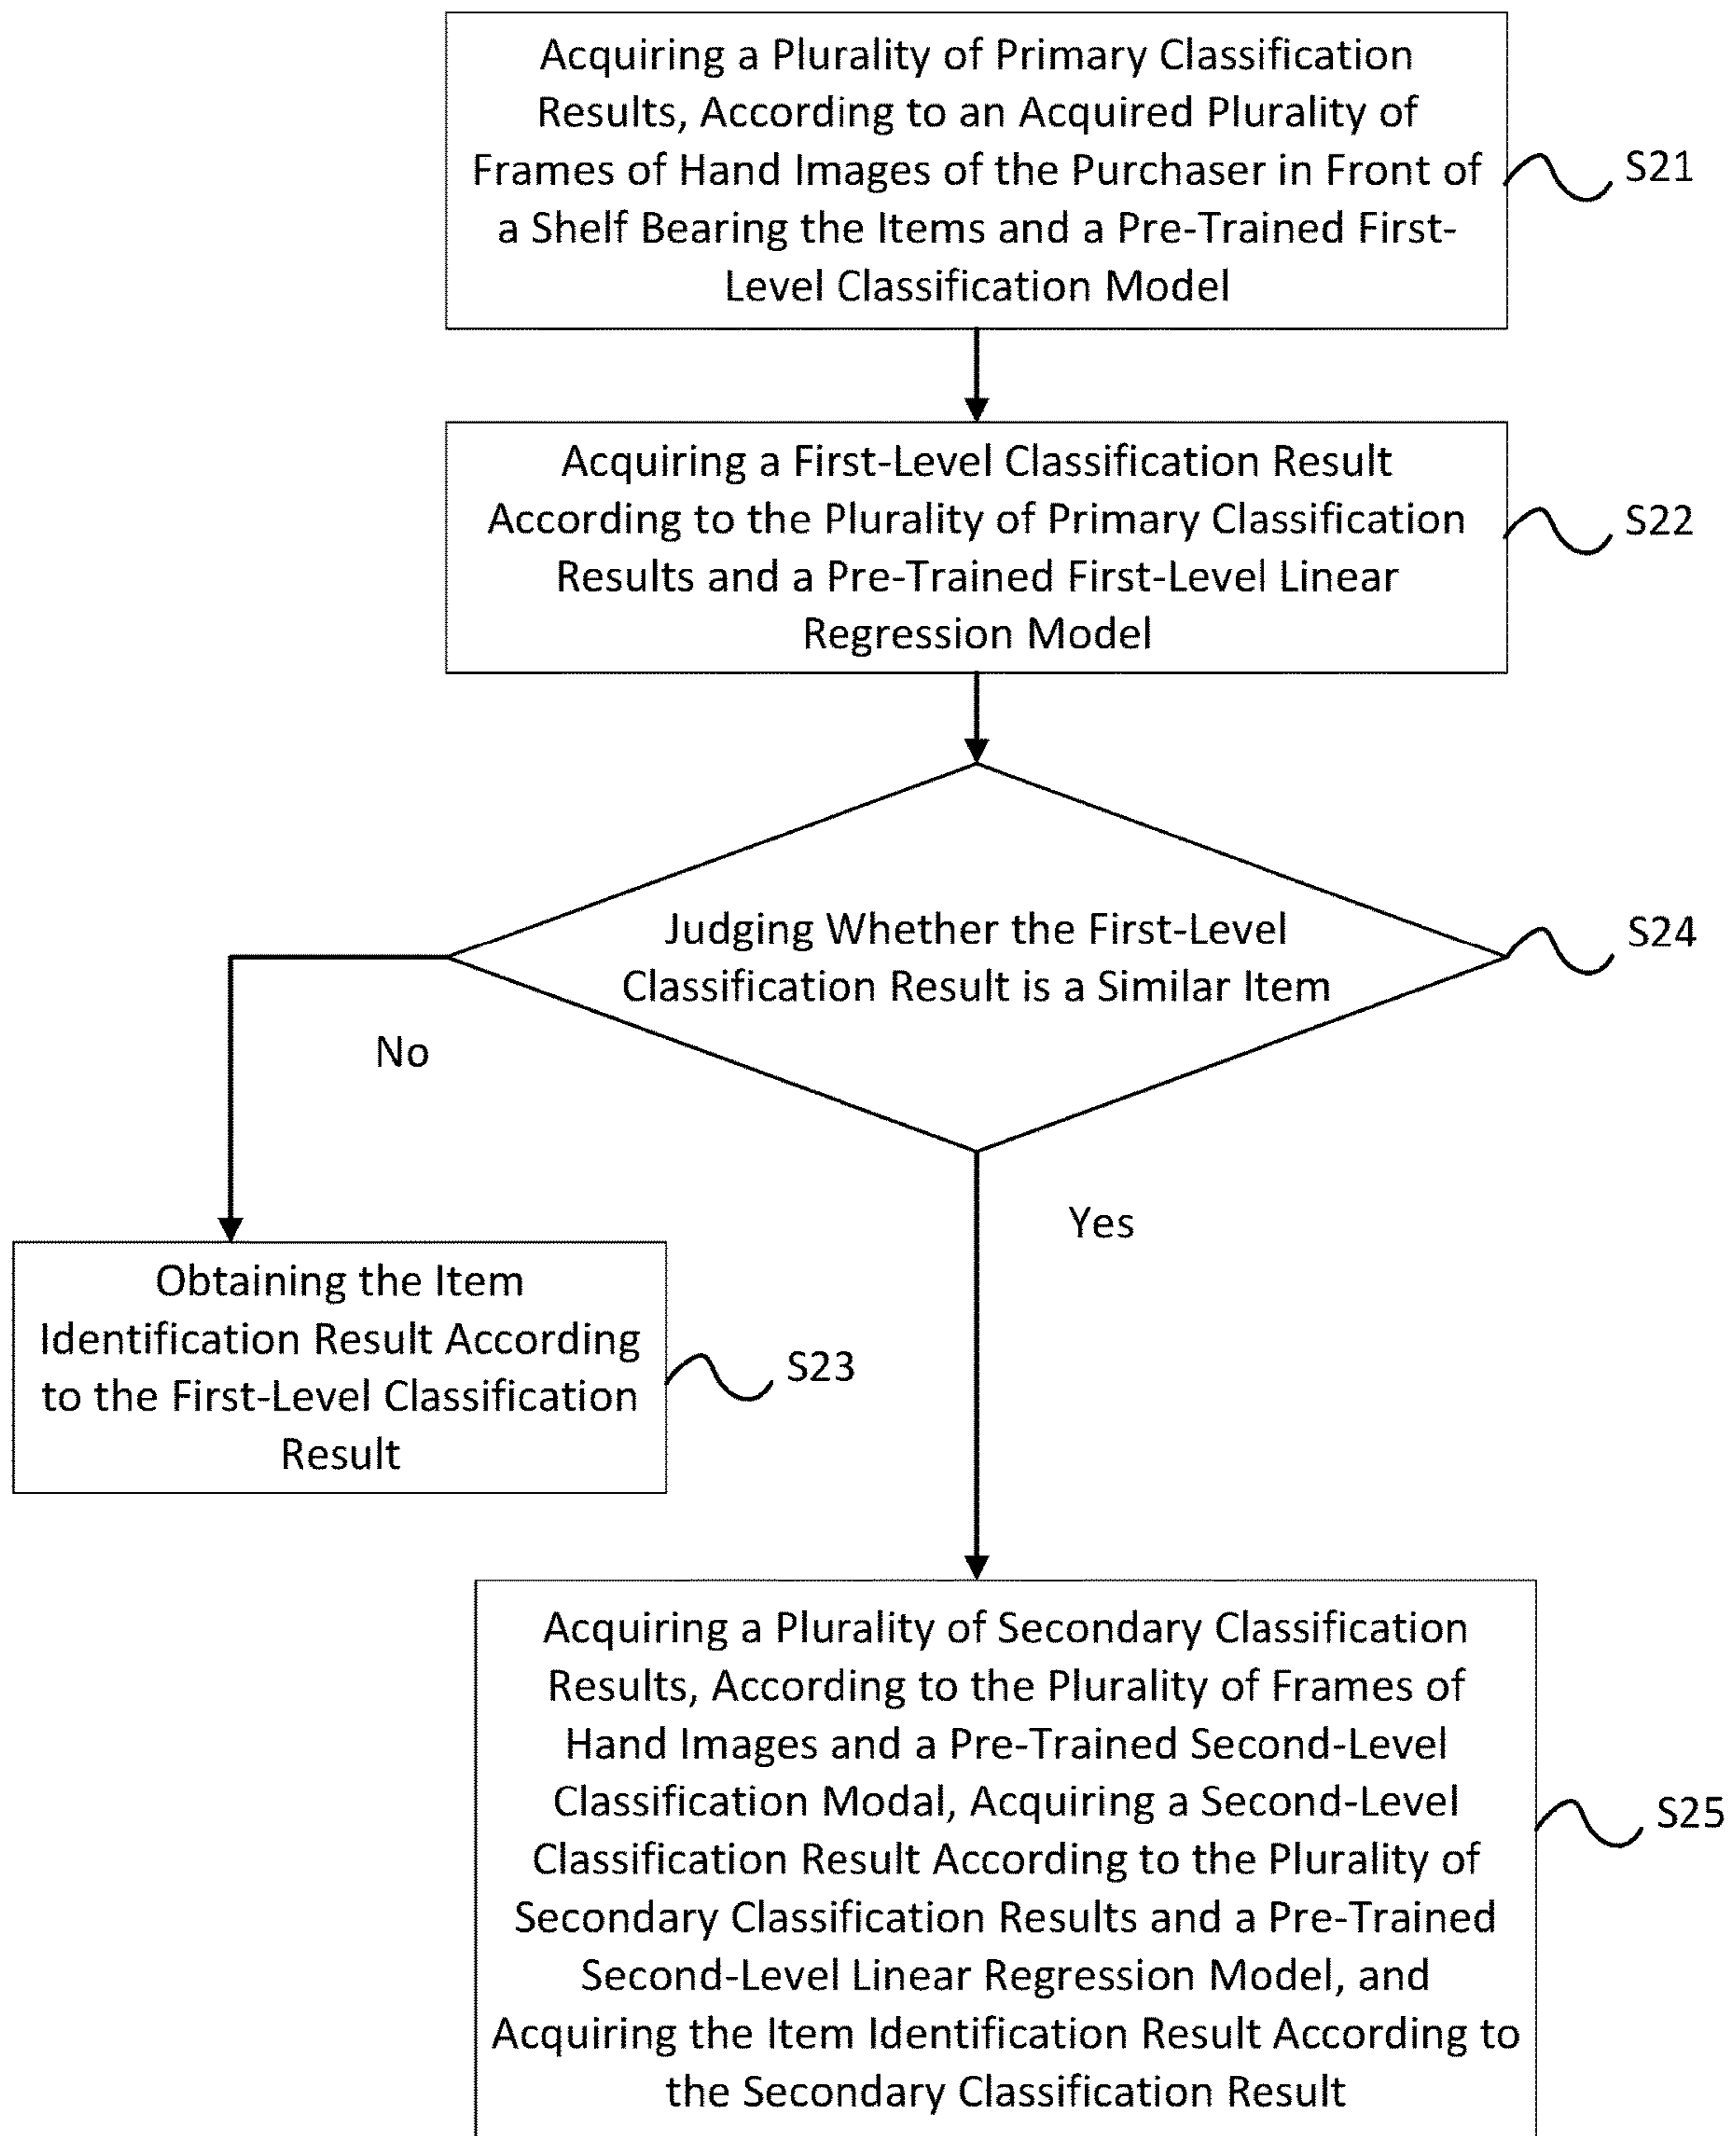 Acquiring a Plurality of Primary Classification
Results, According to an Acquired Plurality of
Frames of Hand Images of the Purchaser in Front of
a Shelf Bearing the Items and a Pre-Trained First-
Level Classification Model
S21
Acquiring a First-Level Classification Result
According to the Plurality of Primary Classification
Results and a Pre-Trained First-Level Linear
Regression Model
S22
Judging Whether the First-Level
Classification Result is a Similar Item
S24
No
Yes
Obtaining the Item
Identification Result According
to the First-Level Classification
Result
S23
Acquiring a Plurality of Secondary Classification
Results, According to the Plurality of Frames of
Hand Images and a Pre-Trained Second-Level
Classification Modal, Acquiring a Second-Level
Classification Result According to the Plurality of
Secondary Classification Results and a Pre-Trained
Second-Level Linear Regression Model, and
Acquiring the Item Identification Result According to
the Secondary Classification Result
S25